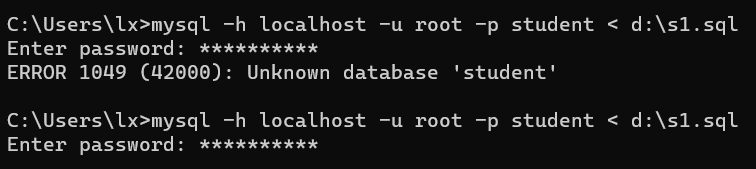 C:\Users\lx>mysql -h localhost -u root -p student < d:\s1.sql
Enter password: **********
ERROR 1049 (42000): Unknown database 'student'
C:\Users\lx>mysql -h localhost -u root -p student < d:\s1.sql
Enter password: **********